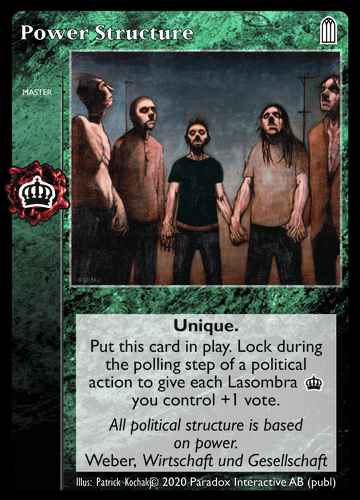 Power Structure
MASTER
Unique.
Put this card in play. Lock during
the polling step of a political
action to give each Lasombra
you control +1 vote.
All political structure is based
on power.
Weber, Wirtschaft und Gesellschaft
Illus: Patrick Kochakji © 2020 Paradox Interactive AB (publ)